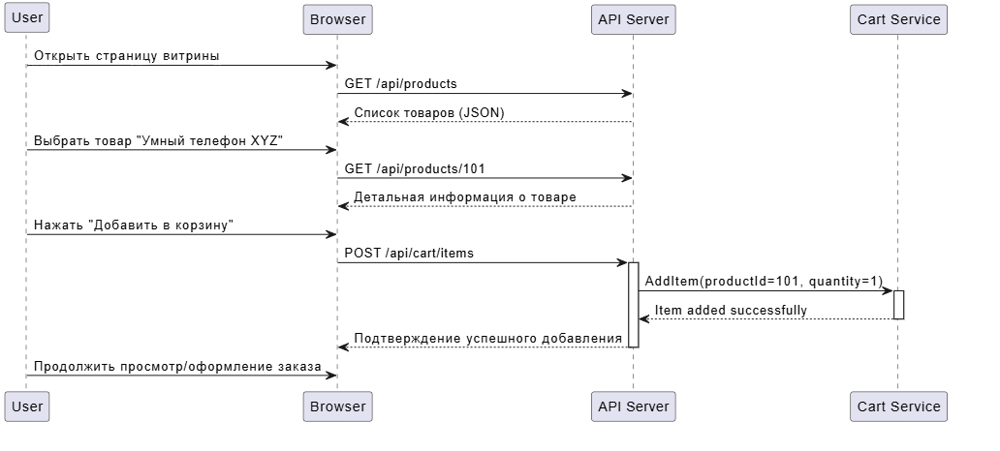 User Browser API Server Cart Service
Открыть страницу витрины
GET /api/products
Список товаров (JSON)
Выбрать товар "Умный телефон XYZ"
GET /api/products/101
Детальная информация о товаре
Нажать "Добавить в корзину"
POST /api/cart/items
AddItem(productId=101, quantity=1)
Item added successfully
Подтверждение успешного добавления
Продолжить просмотр/оформление заказа
User Browser API Server Cart Service